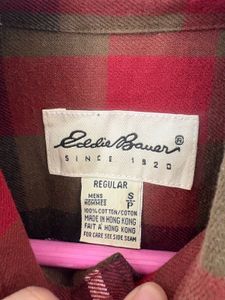 Eddie Bauer®
SINCE 1920
REGULAR
MENS S
HOMMES P
100% COTTON/COTON
MADE IN HONG KONG
FAIT À HONG KONG
FOR CARE SEE SIDE SEAM